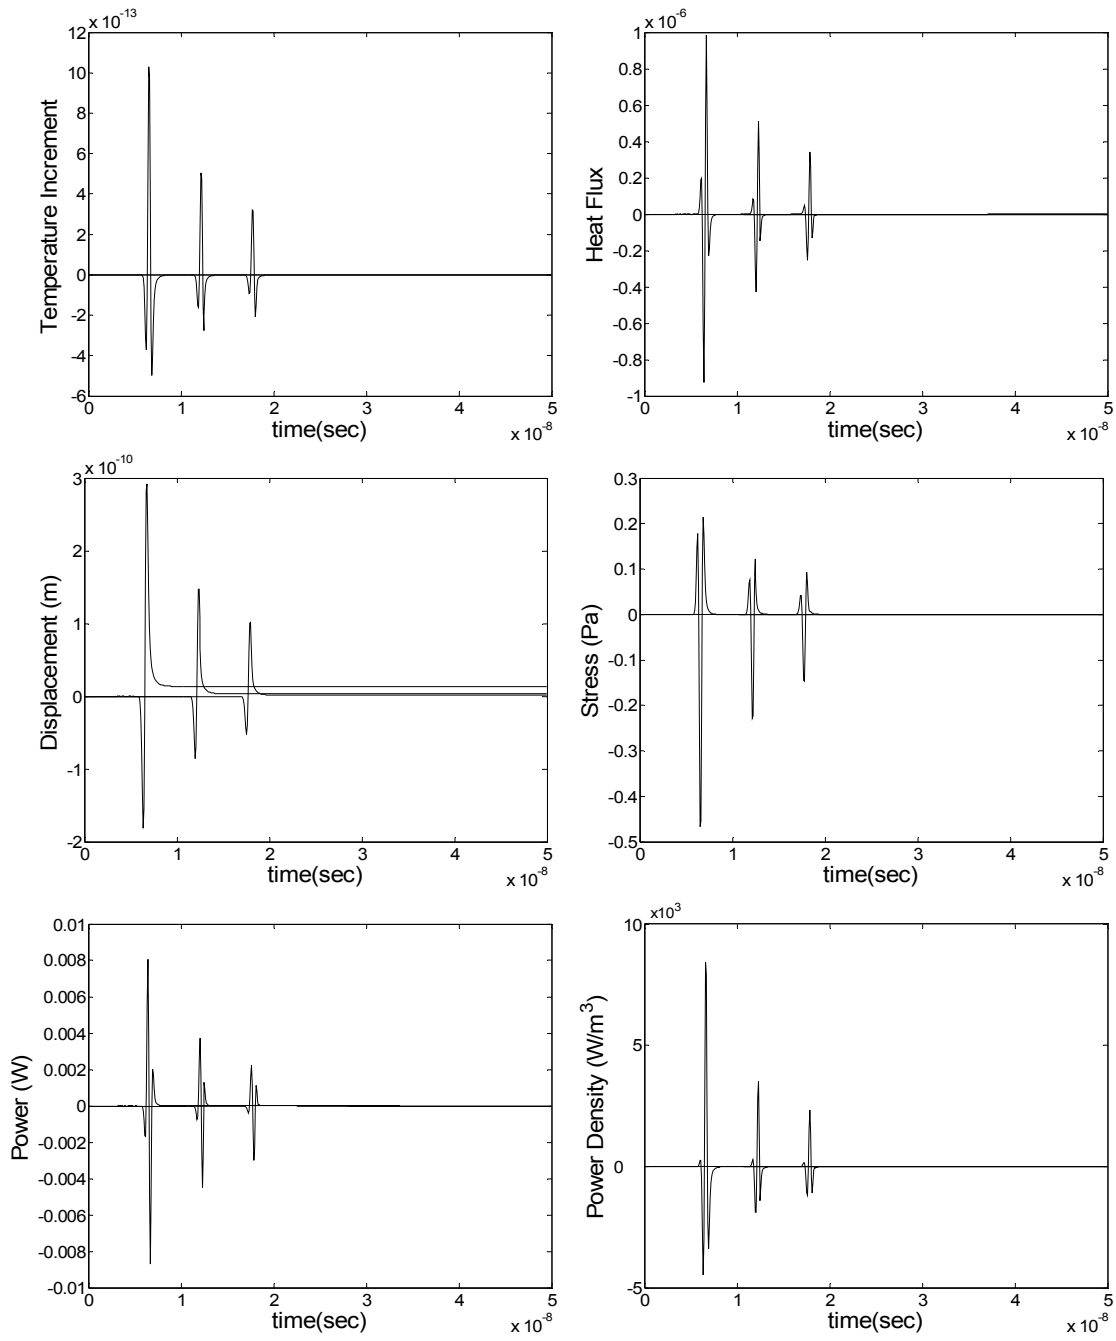 x 10-13
12
10
8
6
4
2
0
-2
-4
-6
Temperature Increment
0 1 2 3 4 5
time(sec)
x 10-8
x 10-6
1
0.8
0.6
0.4
0.2
0
-0.2
-0.4
-0.6
-0.8
-1
Heat Flux
0 1 2 3 4 5
time(sec)
x 10-8
x 10-10
3
2
1
0
-1
-2
Displacement (m)
0 1 2 3 4 5
time(sec)
x 10-8
0.3
0.2
0.1
0
-0.1
-0.2
-0.3
-0.4
-0.5
Stress (Pa)
0 1 2 3 4 5
time(sec)
x 10-8
0.01
0.008
0.006
0.004
0.002
0
-0.002
-0.004
-0.006
-0.008
-0.01
Power (W)
0 1 2 3 4 5
time(sec)
x 10-8
x10³
10
5
0
-5
Power Density (W/m³)
0 1 2 3 4 5
time(sec)
x 10-8